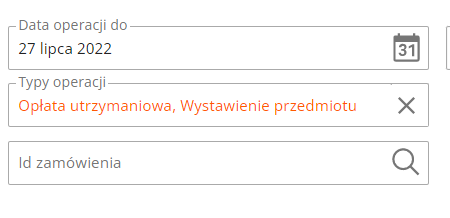 Data operacji do
27 lipca 2022
31
Typy operacji
Opłata utrzymaniowa, Wystawienie przedmiotu
Id zamówienia